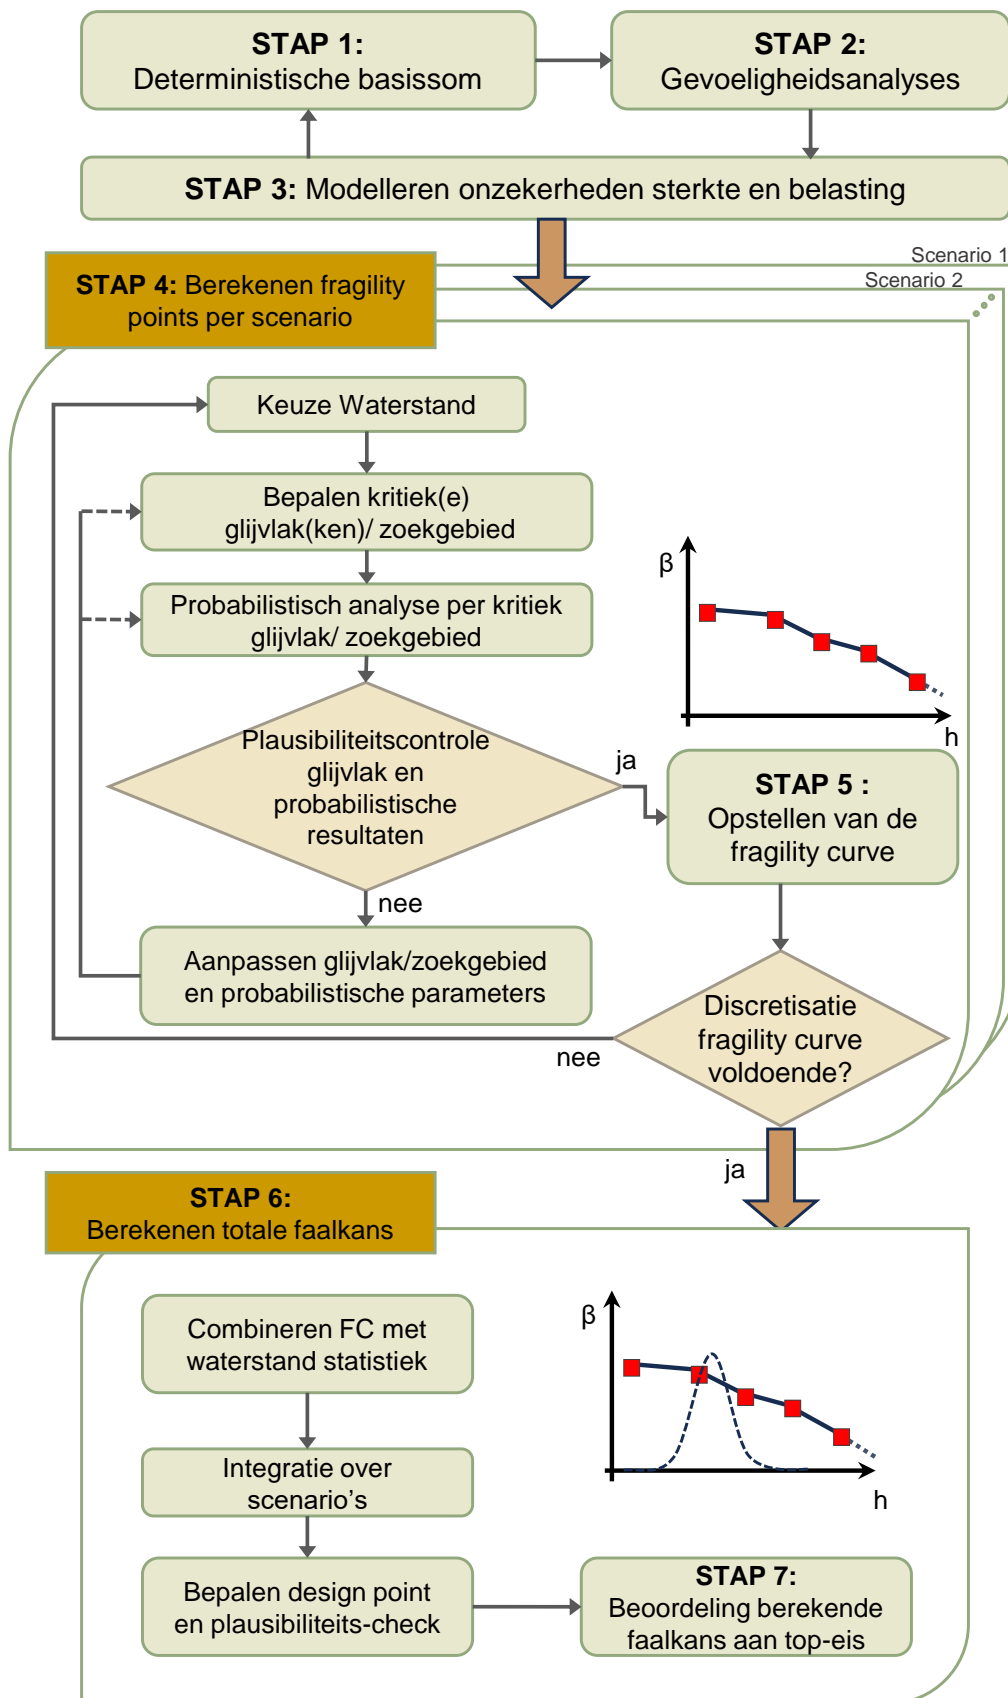 STAP 1:
Deterministische basissom
STAP 2:
Gevoeligheidsanalyses
STAP 3: Modelleren onzekerheden sterkte en belasting
Scenario 1
Scenario 2
STAP 4: Berekenen fragility
points per scenario
Keuze Waterstand
Bepalen kritiek(e)
glijvlak(ken)/ zoekgebied
Probabilistisch analyse per kritiek
glijvlak/ zoekgebied
Plausibiliteitscontrole
glijvlak en
probabilistische
resultaten
ja
nee
Aanpassen glijvlak/zoekgebied
en probabilistische parameters
β
h
STAP 5 :
Opstellen van de
fragility curve
Discretisatie
fragility curve
voldoende?
nee
ja
STAP 6:
Berekenen totale faalkans
Combineren FC met
waterstand statistiek
Integratie over
scenario's
Bepalen design point
en plausibiliteits-check
β
h
STAP 7:
Beoordeling berekende
faalkans aan top-eis